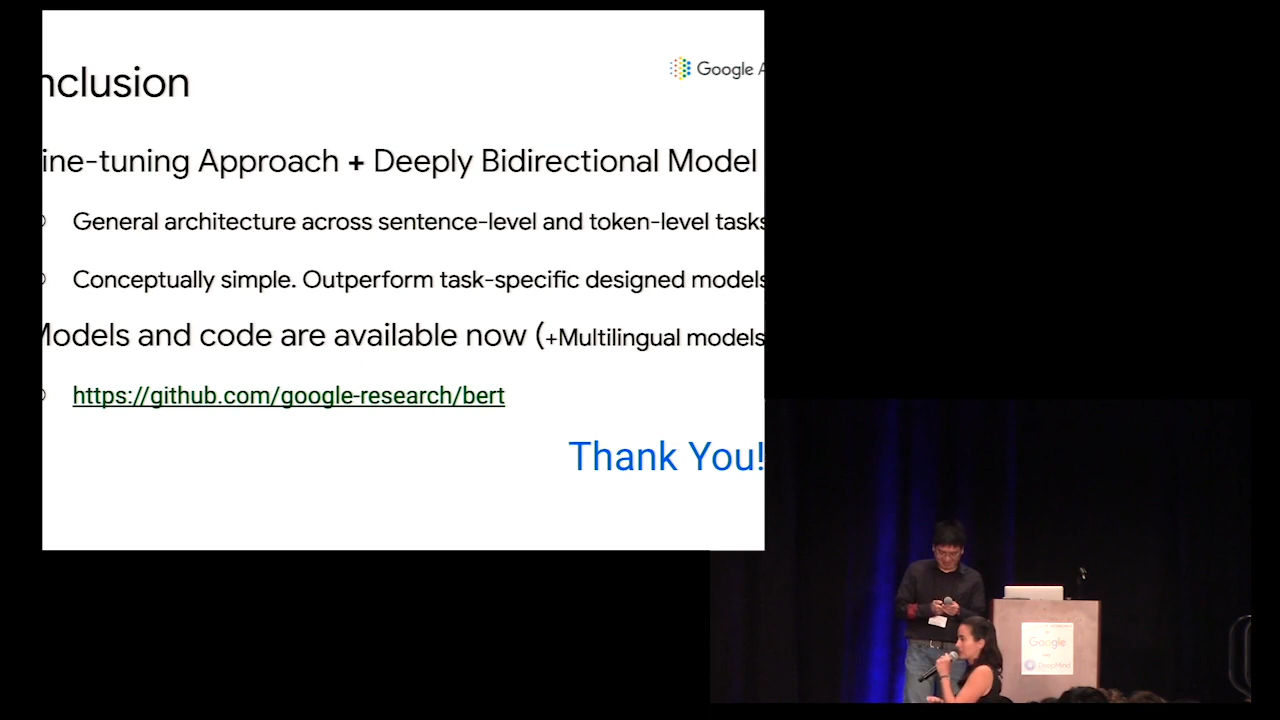 nclusion
Google A
ine-tuning Approach + Deeply Bidirectional Model
General architecture across sentence-level and token-level tasks
Conceptually simple. Outperform task-specific designed models
Models and code are available now (+Multilingual models
https://github.com/google-research/bert
Thank You!
Google
DeepMind